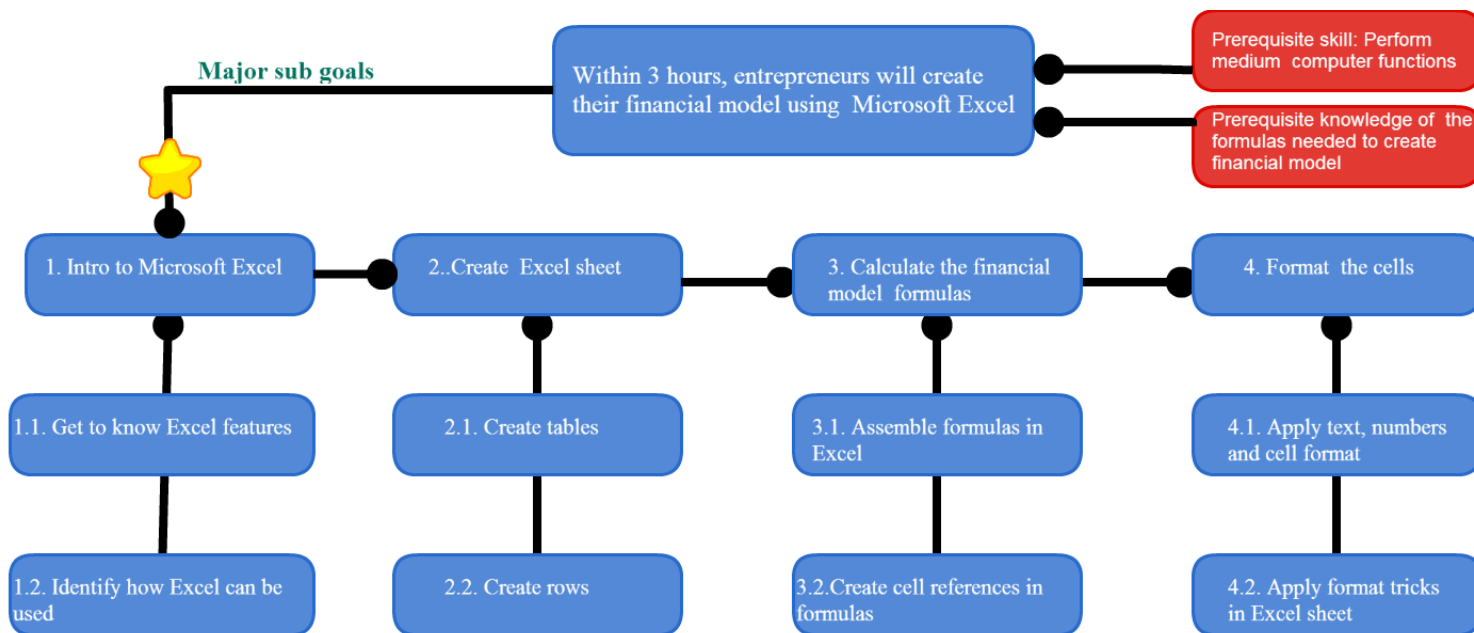 Major sub goals
Within 3 hours, entrepreneurs will create
their financial model using Microsoft Excel
Prerequisite skill: Perform
medium computer functions
Prerequisite knowledge of the
formulas needed to create
financial model
1. Intro to Microsoft Excel
2..Create Excel sheet
3. Calculate the financial
model formulas
4. Format the cells
1.1. Get to know Excel features
2.1. Create tables
3.1. Assemble formulas in
Excel
4.1. Apply text, numbers
and cell format
1.2. Identify how Excel can be
used
2.2. Create rows
3.2.Create cell references in
formulas
4.2. Apply format tricks
in Excel sheet